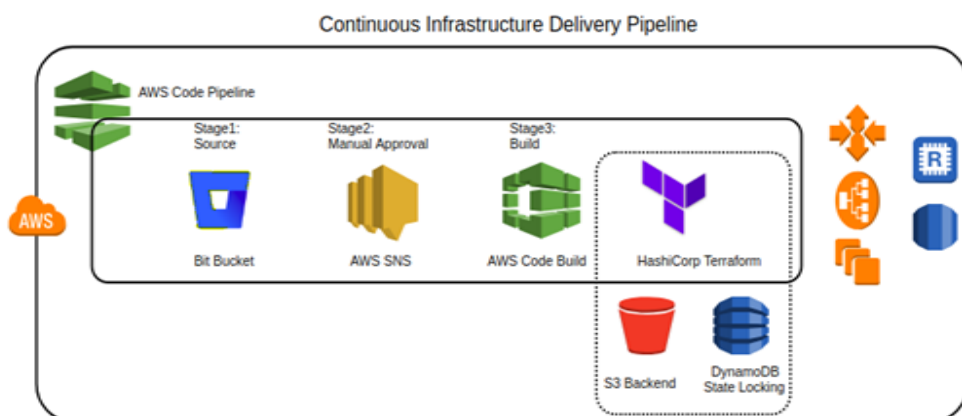 Continuous Infrastructure Delivery Pipeline
AWS Code Pipeline
Stage1:
Source
Stage2:
Manual Approval
Stage3:
Build
R
AWS
Bit Bucket
AWS SNS
AWS Code Build
HashiCorp Terraform
S3 Backend
DynamoDB
State Locking